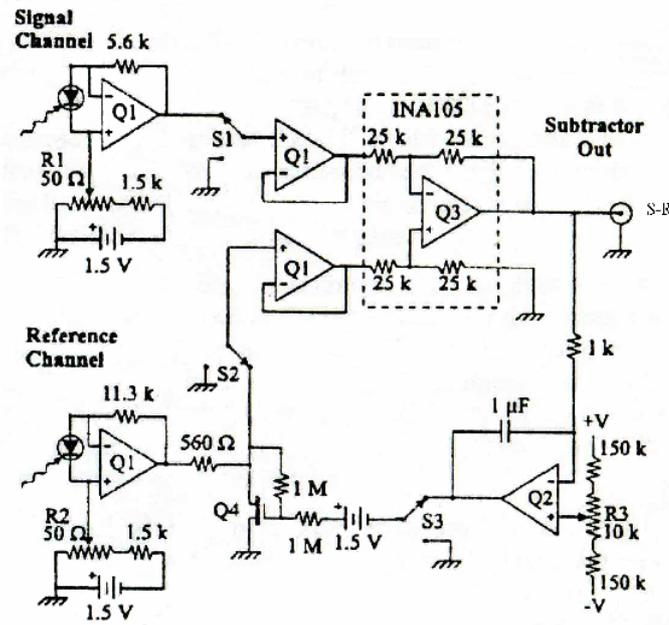 Signal
Channel
5.6 k
Q1
R1
50 Ω
1.5 k
+
1.5 V
S1
Q1
INA105
25 k
25 k
Q3
25 k
25 k
Subtractor
Out
S-R
Q1
S2
Reference
Channel
11.3 k
Q1
560 Ω
R2
50 Ω
1.5 k
+
1.5 V
Q4
1 M
1 M
1.5 V
S3
1 µF
Q2
1 k
+V
150 k
R3
10 k
150 k
-V